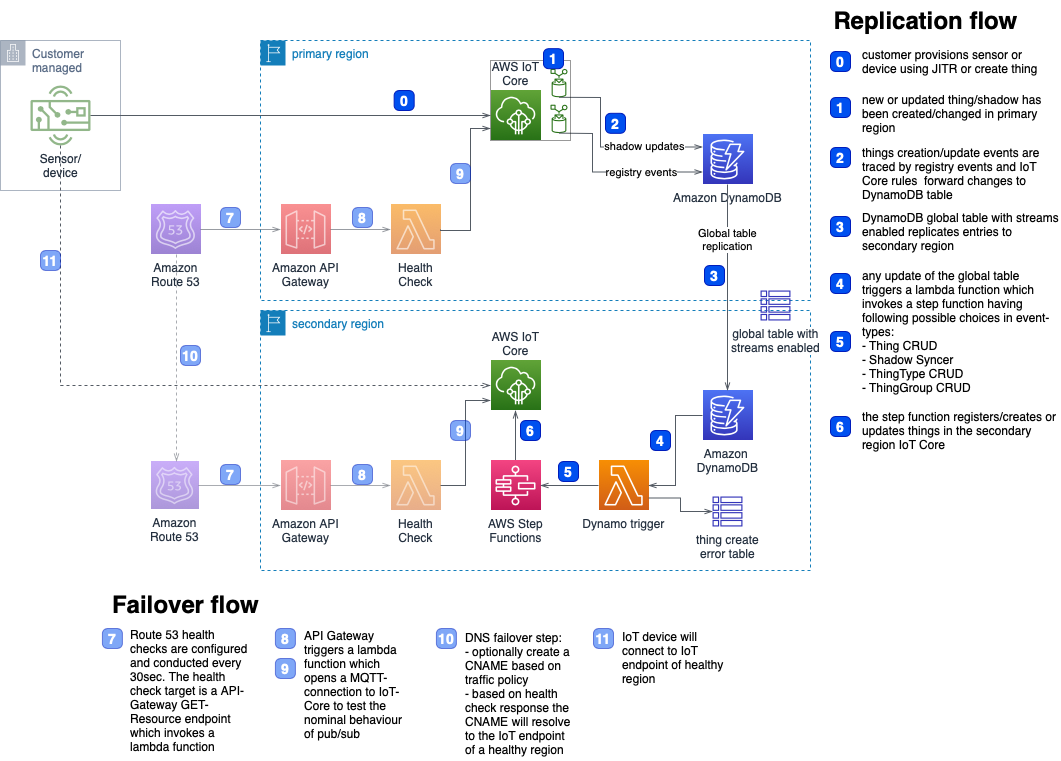 Replication flow
Customer
managed
Sensor/
device
primary region
AWS IoT
Core
1
0
2
shadow updates
registry events
Amazon DynamoDB
9
7
8
53
Amazon
Route 53
Amazon API
Gateway
Health
Check
Global table
replication
3
11
10
global table with
streams enabled
secondary region
AWS IoT
Core
9
6
4
Amazon
DynamoDB
53
7
8
5
Amazon
Route 53
Amazon API
Gateway
Health
Check
AWS Step
Functions
Dynamo trigger
thing create
error table
0
customer provisions sensor or
device using JITR or create thing
1
new or updated thing/shadow has
been created/changed in primary
region
2
things creation/update events are
traced by registry events and IoT
Core rules forward changes to
DynamoDB table
3
DynamoDB global table with streams
enabled replicates entries to
secondary region
4
5
any update of the global table
triggers a lambda function which
invokes a step function having
following possible choices in event-
types:
- Thing CRUD
- Shadow Syncer
- ThingType CRUD
- ThingGroup CRUD
6
the step function registers/creates or
updates things in the secondary
region IoT Core
Failover flow
7
Route 53 health
checks are configured
and conducted every
30sec. The health
check target is a API-
Gateway GET-
Resource endpoint
which invokes a
lambda function
8
9
API Gateway
triggers a lambda
function which
opens a MQTT-
connection to IoT-
Core to test the
nominal behaviour
of pub/sub
10
DNS failover step:
- optionally create a
CNAME based on
traffic policy
- based on health
check response the
CNAME will resolve
to the IoT endpoint
of a healthy region
11
IoT device will
connect to IoT
endpoint of healthy
region